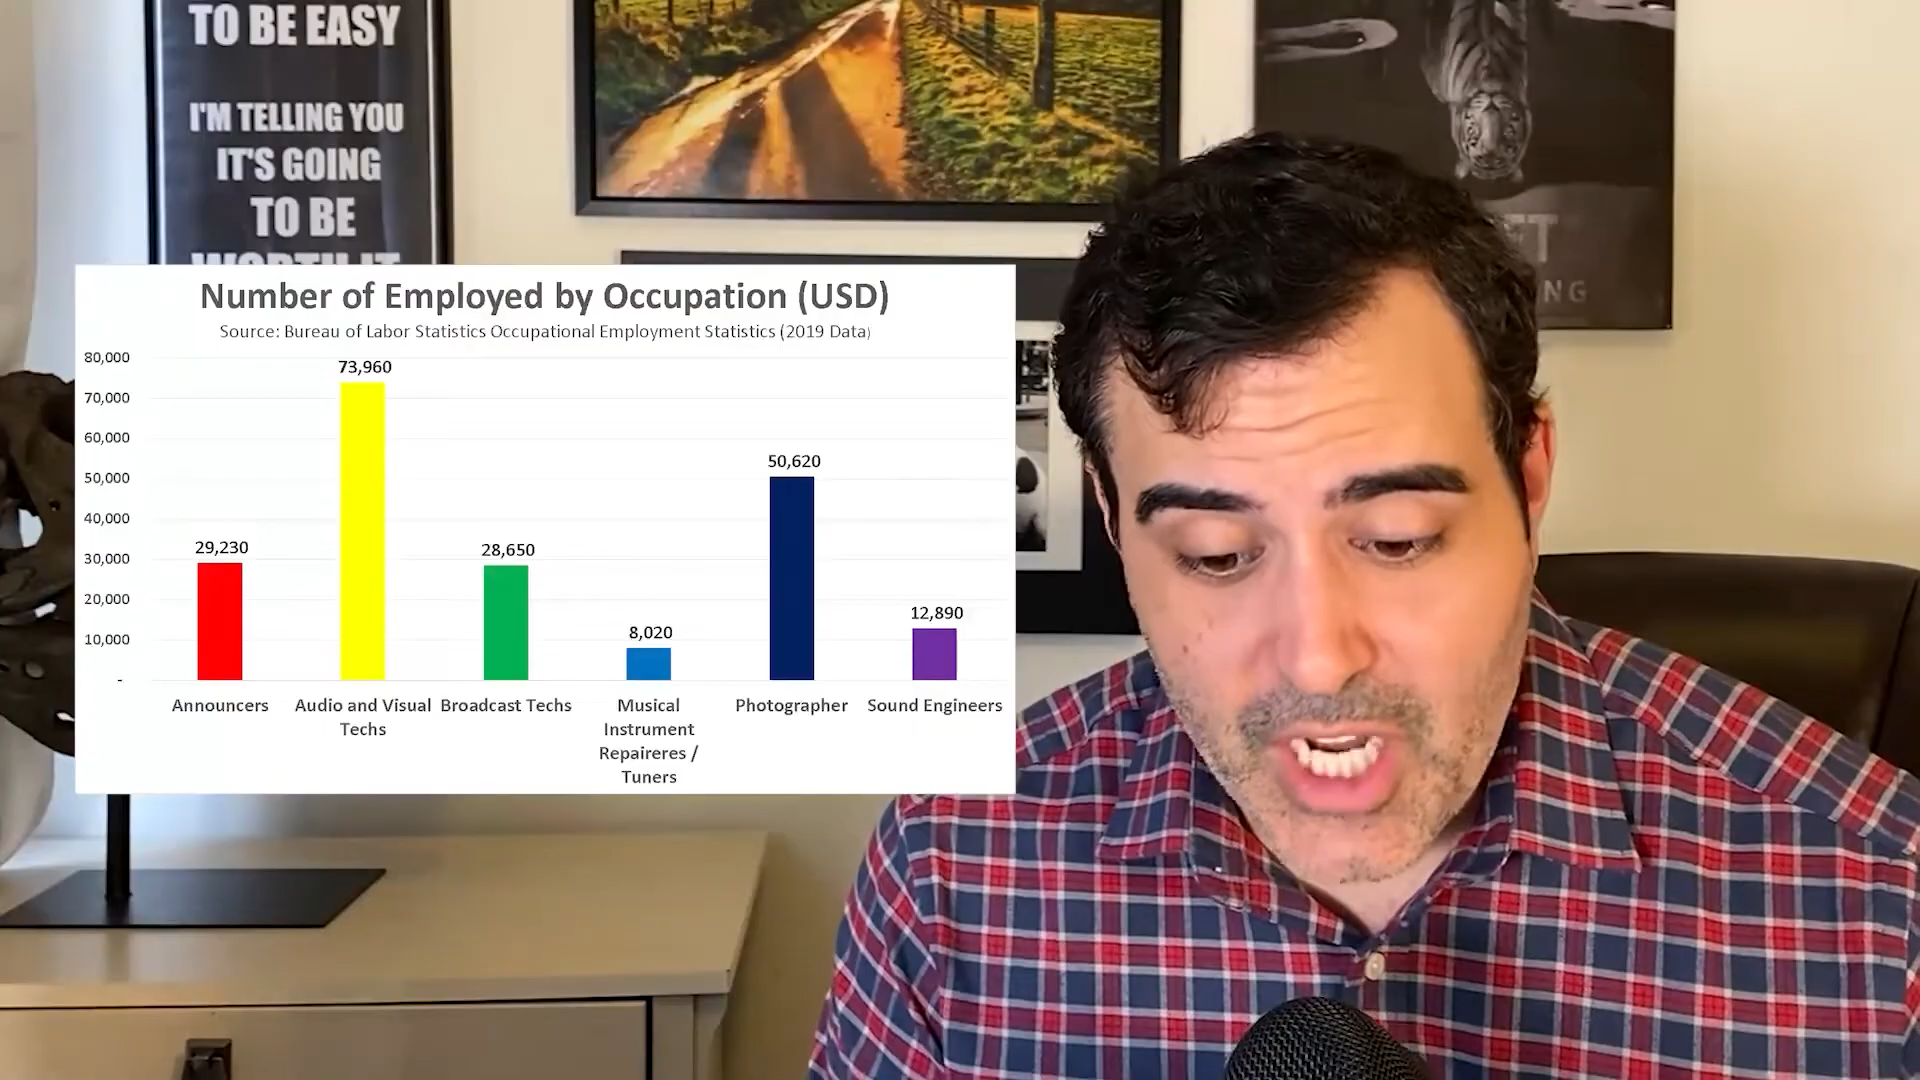 TO BE EASY
I'M TELLING YOU
IT'S GOING
TO BE
WORTH IT
Number of Employed by Occupation (USD)
Source: Bureau of Labor Statistics Occupational Employment Statistics (2019 Data)
80,000
70,000
60,000
50,000
40,000
30,000
20,000
10,000
-
29,230
73,960
28,650
8,020
50,620
12,890
Announcers
Audio and Visual
Techs
Broadcast Techs
Musical
Instrument
Repaireres /
Tuners
Photographer
Sound Engineers